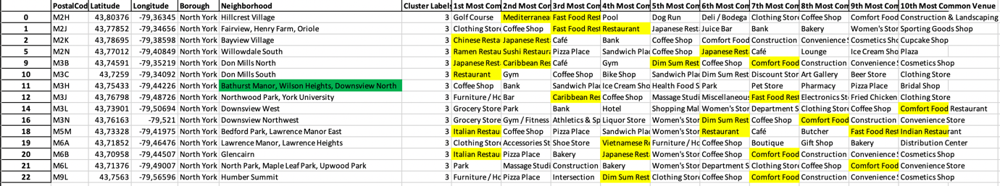 PostalCod Latitude Longitude Borough Neighborhood Cluster Labels 1st Most Com 2nd Most Com 3rd Most Com 4th Most Com 5th Most Com 6th Most Com 7th Most Com 8th Most Com 9th Most Com 10th Most Common Venue
0 M2H 43,80376 -79,36345 North York Hillcrest Village 3 Golf Course Mediterranea Fast Food Rest Pool Dog Run Deli / Bodega Clothing Store Coffee Shop Comfort Food Construction & Landscaping
1 M2J 43,77852 -79,34656 North York Fairview, Henry Farm, Oriole 3 Clothing Store Coffee Shop Fast Food Rest Restaurant Japanese Rest Juice Bar Bank Bakery Women's Stor Sporting Goods Shop
2 M2K 43,78695 -79,38598 North York Bayview Village 3 Chinese Resta Japanese Rest Café Bank Coffee Shop Comfort Food Construction Convenience S Cosmetics Sho Cupcake Shop
5 M2N 43,77012 -79,40849 North York Willowdale South 3 Ramen Restau Sushi Restaura Pizza Place Sandwich Plac Coffee Shop Japanese Rest Café Lounge Ice Cream Sho Plaza
9 M3B 43,74591 -79,35219 North York Don Mills North 3 Japanese Rest Caribbean Res Café Gym Dim Sum Rest Coffee Shop Comfort Food Construction Convenience S Cosmetics Shop
10 M3C 43,7259 -79,34092 North York Don Mills South 3 Restaurant Gym Coffee Shop Bike Shop Sandwich Plac Dim Sum Rest Discount Stor Art Gallery Beer Store Clothing Store
11 M3H 43,75433 -79,44226 North York Bathurst Manor, Wilson Heights, Downsview North 3 Coffee Shop Bank Sandwich Plac Ice Cream Sho Health Food S Park Pet Store Pharmacy Pizza Place Bridal Shop
12 M3J 43,76798 -79,48726 North York Northwood Park, York University 3 Furniture / Hc Bar Caribbean Res Coffee Shop Massage Studi Miscellaneous Fast Food Rest Electronics St Fried Chicken Clothing Store
14 M3L 43,73901 -79,50694 North York Downsview West 3 Grocery Store Park Bank Hotel Shopping Mal Women's Stor Department S Clothing Store Coffee Shop Comfort Food Restaurant
16 M3N 43,76163 -79,521 North York Downsview Northwest 3 Grocery Store Gym / Fitness Athletics & Sp Liquor Store Women's Stor Dim Sum Rest Coffee Shop Comfort Food Construction Convenience Store
18 M5M 43,73328 -79,41975 North York Bedford Park, Lawrence Manor East 3 Italian Restau Coffee Shop Pizza Place Sandwich Plac Women's Stor Restaurant Café Butcher Fast Food Rest Indian Restaurant
19 M6A 43,71852 -79,46476 North York Lawrence Manor, Lawrence Heights 3 Clothing Store Accessories St Shoe Store Vietnamese R Furniture / Hc Coffee Shop Boutique Gift Shop Bakery Distribution Center
20 M6B 43,70958 -79,44507 North York Glencairn 3 Italian Restau Pizza Place Bakery Japanese Rest Women's Stor Coffee Shop Comfort Food Construction Convenience S Cosmetics Shop
21 M6L 43,71376 -79,49007 North York North Park, Maple Leaf Park, Upwood Park 3 Park Massage Studi Construction Bakery Women's Stor Department S Clothing Store Coffee Shop Comfort Food Convenience Store
22 M9L 43,7563 -79,56596 North York Humber Summit 3 Furniture / Hc Pizza Place Intersection Dim Sum Rest Clothing Store Coffee Shop Comfort Food Construction Convenience S Cosmetics Shop